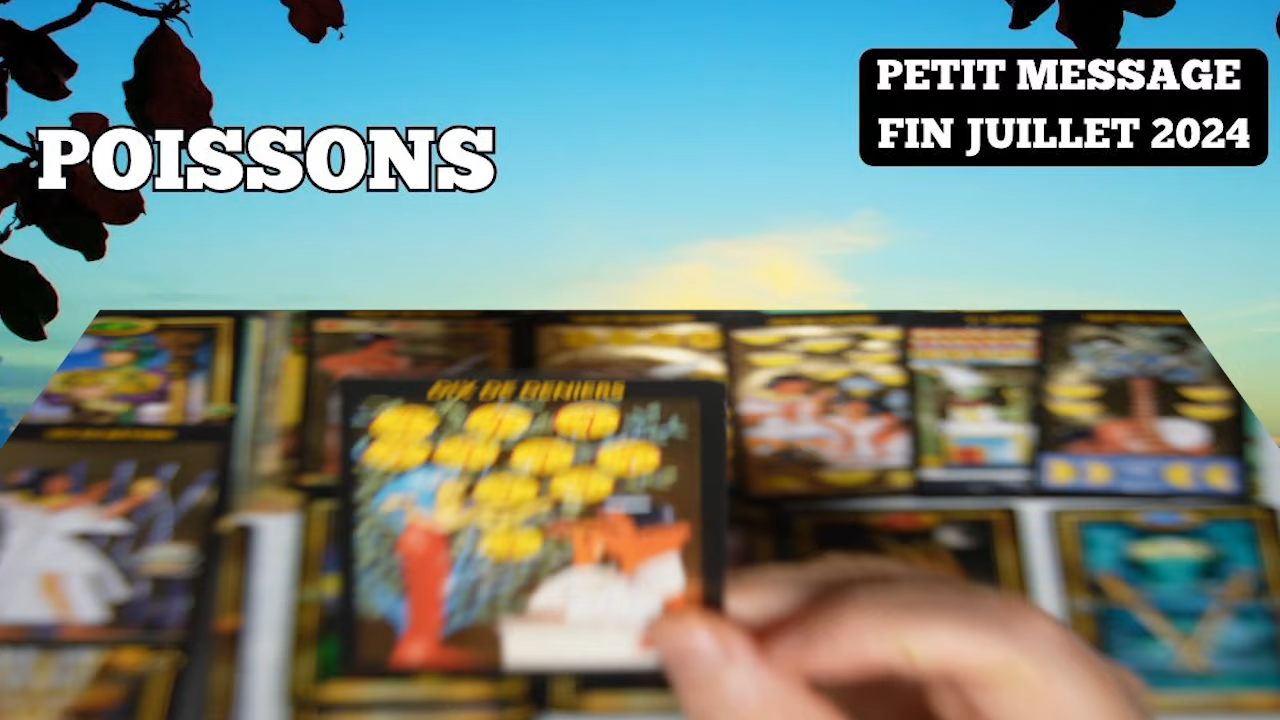 PETIT MESSAGE
FIN JUILLET 2024
POISSONS
DIX DE DENIERS